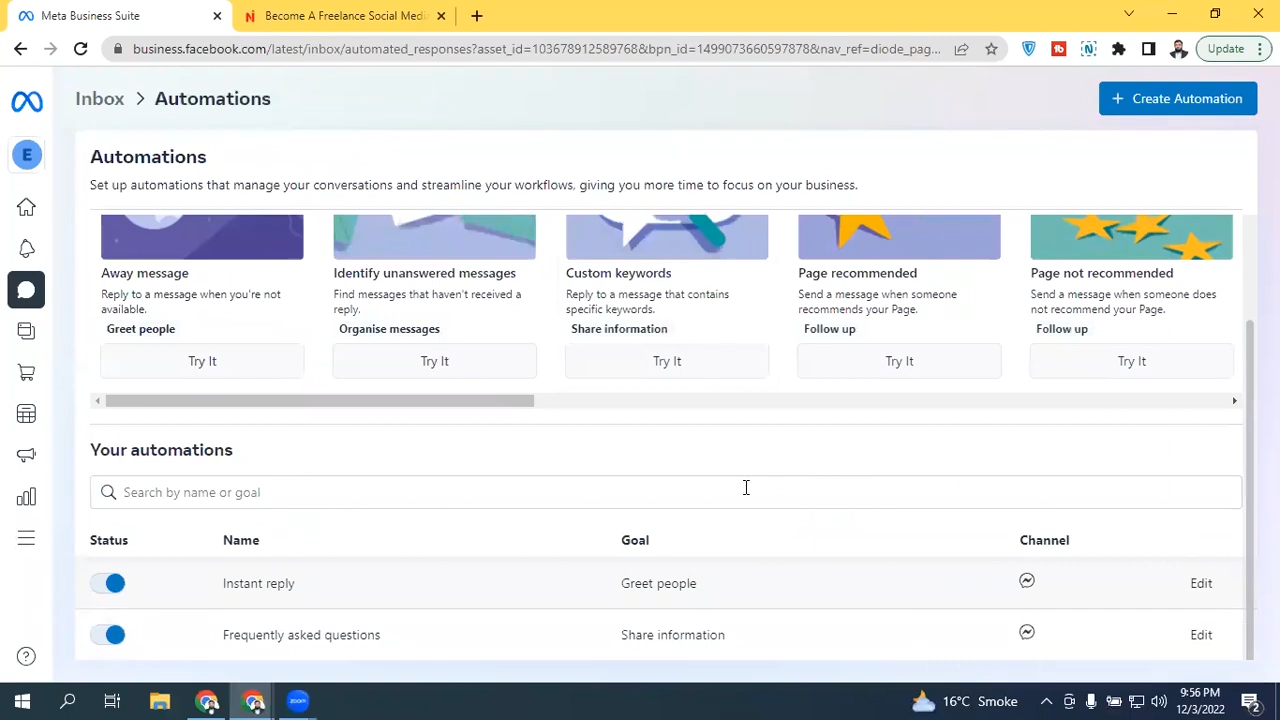 Meta Business Suite
Become A Freelance Social Medi
business.facebook.com/latest/inbox/automated_responses?asset_id=103678912589768&bpn_id=1499073660597878&nav_ref=diode_pag...
Update
Inbox > Automations
+ Create Automation
E
Automations
Set up automations that manage your conversations and streamline your workflows, giving you more time to focus on your business.
Away message
Reply to a message when you're not
available.
Greet people
Try It
Identify unanswered messages
Find messages that haven't received a
reply.
Organise messages
Try It
Custom keywords
Reply to a message that contains
specific keywords.
Share information
Try It
Page recommended
Send a message when someone
recommends your Page.
Follow up
Try It
Page not recommended
Send a message when someone does
not recommend your Page.
Follow up
Try It
Your automations
Search by name or goal
Status Name Goal Channel
Instant reply Greet people Edit
Frequently asked questions Share information Edit
zoom
16°C Smoke
9:56 PM
12/3/2022
2